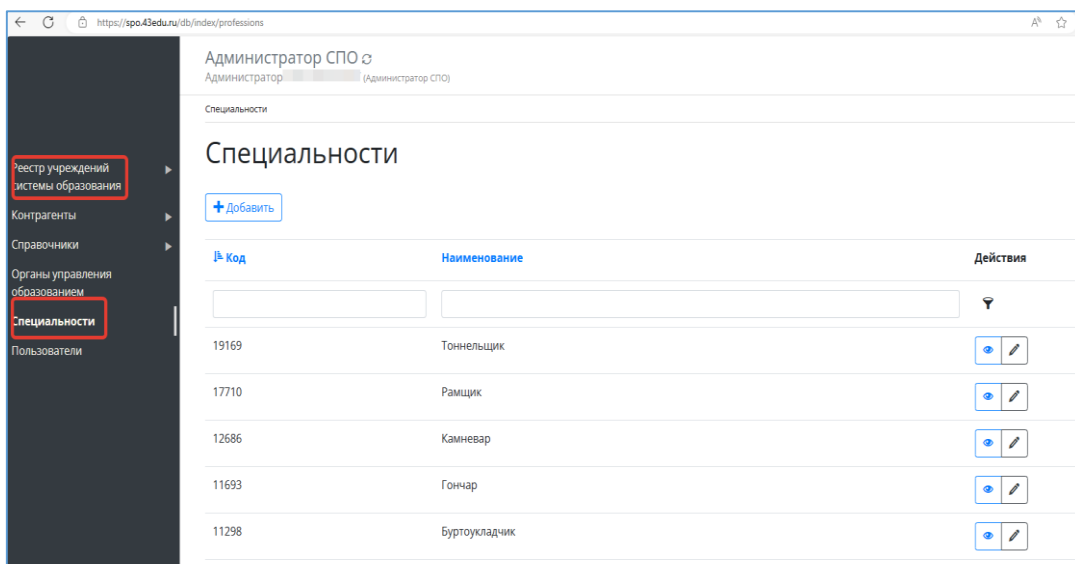 https://spo.43edu.ru/db/index/professions
Администратор СПО
Администратор (Администратор СПО)
Специальности
Реестр учреждений
системы образования
Контрагенты
Справочники
Органы управления
образованием
Специальности
Пользователи
Специальности
Добавить
Код Наименование Действия
19169 Тоннельщик
17710 Рамщик
12686 Камневар
11693 Гончар
11298 Буртоукладчик